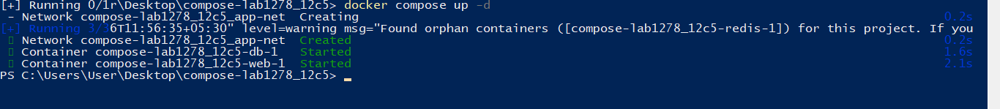 [+] Running 0/1r\Desktop\compose-lab1278_12c5> docker compose up -d
- Network compose-lab1278_12c5_app-net Creating 0.2s
[+] Running 3/36T11:56:35+05:30" level=warning msg="Found orphan containers ([compose-lab1278_12c5-redis-1]) for this project. If you
Network compose-lab1278_12c5_app-net Created 0.2s
Container compose-lab1278_12c5-db-1 Started 1.6s
Container compose-lab1278_12c5-web-1 Started 2.1s
PS C:\Users\User\Desktop\compose-lab1278_12c5>